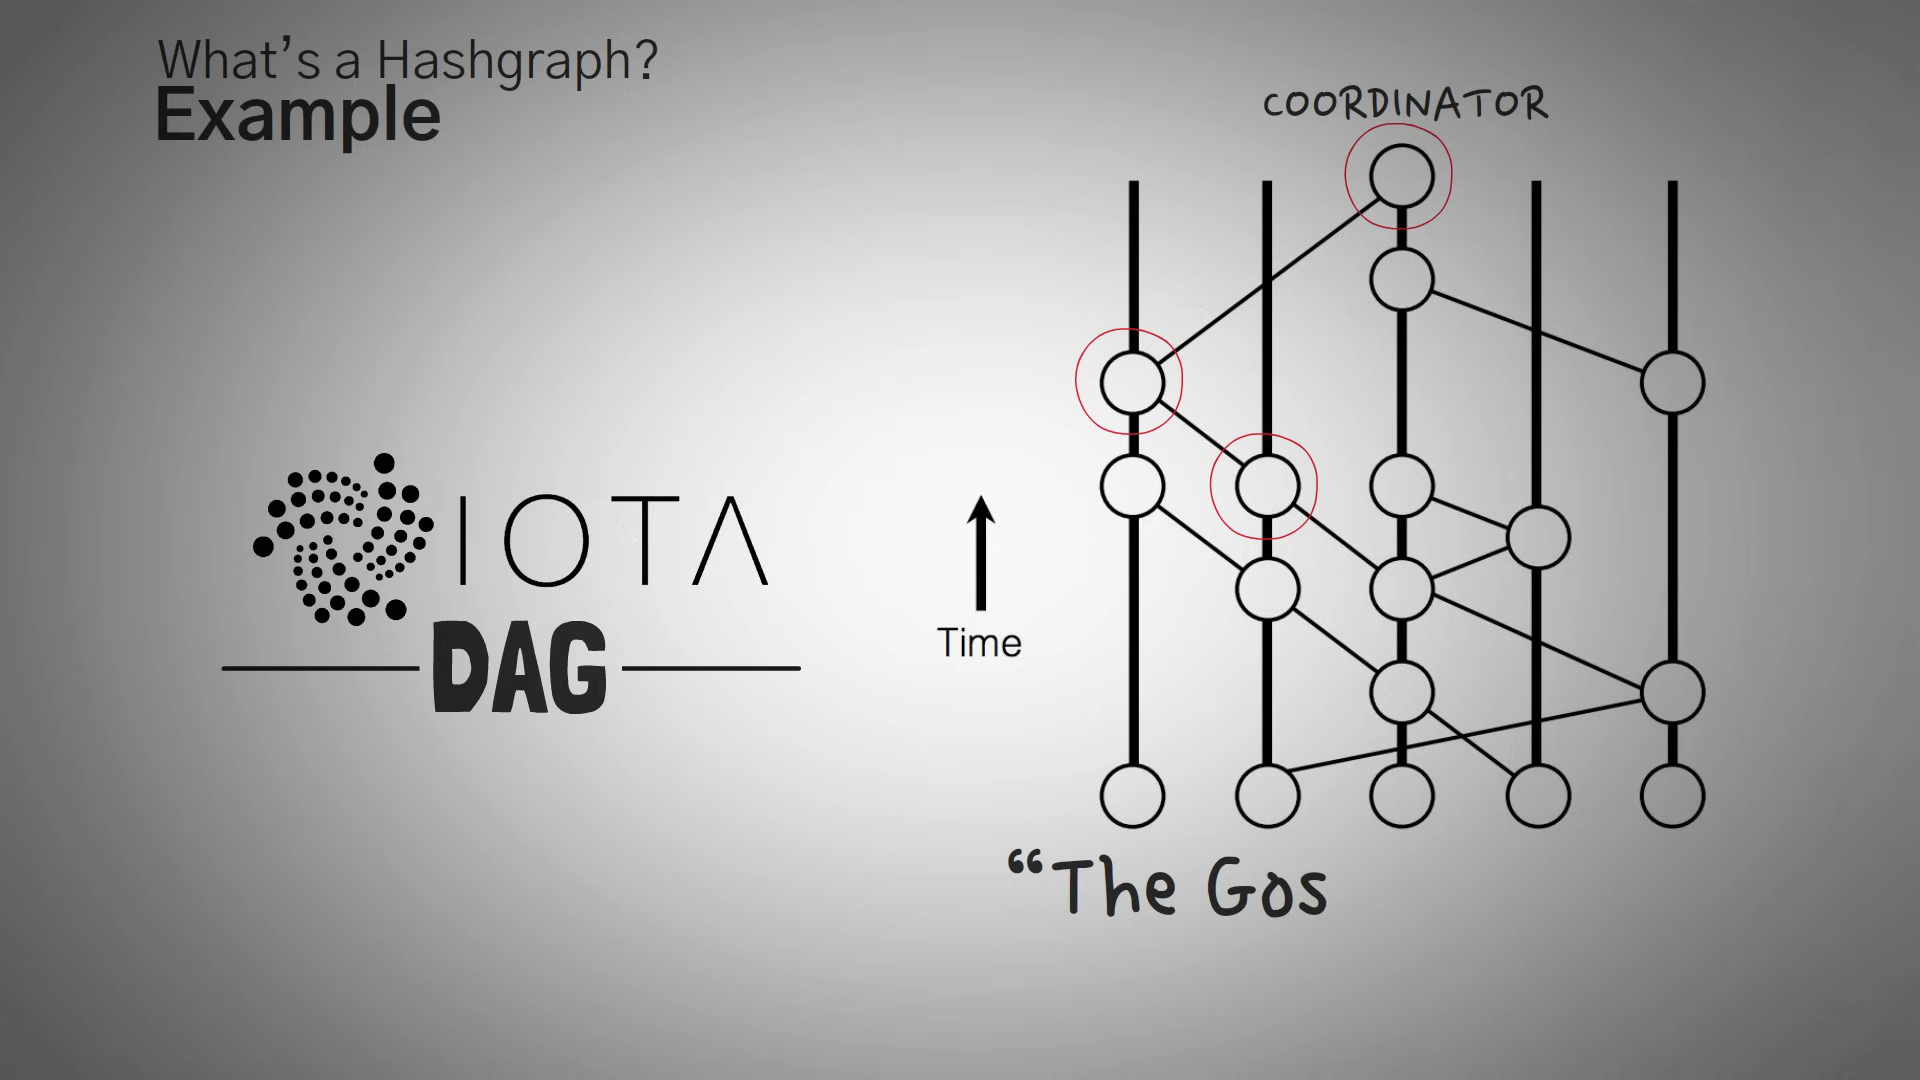 What's a Hashgraph?
Example
COORDINATOR
IOTA
DAG
Time
“The Gos